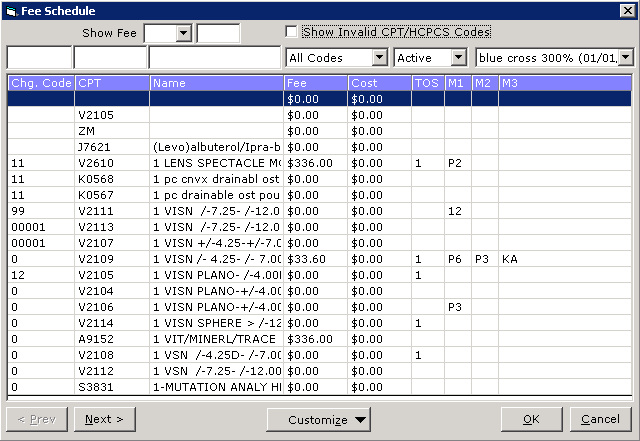 Fee Schedule
Show Fee Show Invalid CPT/HCPCS Codes
All Codes Active blue cross 300% (01/01,
Chg. Code CPT Name Fee Cost TOS M1 M2 M3
$0.00 $0.00
V2105 $0.00 $0.00
ZM $0.00 $0.00
J7621 (Levo)albuterol/Ipra-b $0.00 $0.00
11 V2610 1 LENS SPECTACLE MC $336.00 $0.00 1 P2
11 K0568 1 pc cnvx drainabl ost $0.00 $0.00
11 K0567 1 pc drainable ost pou $0.00 $0.00
99 V2111 1 VISN /-7.25- /-12.0 $0.00 $0.00 12
00001 V2113 1 VISN /-7.25- /-12.0 $0.00 $0.00
00001 V2107 1 VISN +/-4.25-+/-7.0 $0.00 $0.00
0 V2109 1 VISN /- 4.25- /- 7.00 $33.60 $0.00 1 P6 P3 KA
12 V2105 1 VISN PLANO- /-4.00I $0.00 $0.00 1
0 V2104 1 VISN PLANO-+/-4.00 $0.00 $0.00
0 V2106 1 VISN PLANO-+/-4.00 $0.00 $0.00 P3
0 V2114 1 VISN SPHERE > /-12 $0.00 $0.00 1
0 A9152 1 VIT/MINERL/TRACE $336.00 $0.00
0 V2108 1 VSN /-4.25D- /-7.00 $0.00 $0.00 1
0 V2112 1 VSN /-7.25- /-12.00 $0.00 $0.00
0 S3831 1-MUTATION ANALY HI $0.00 $0.00
< Prev Next > Customize OK Cancel